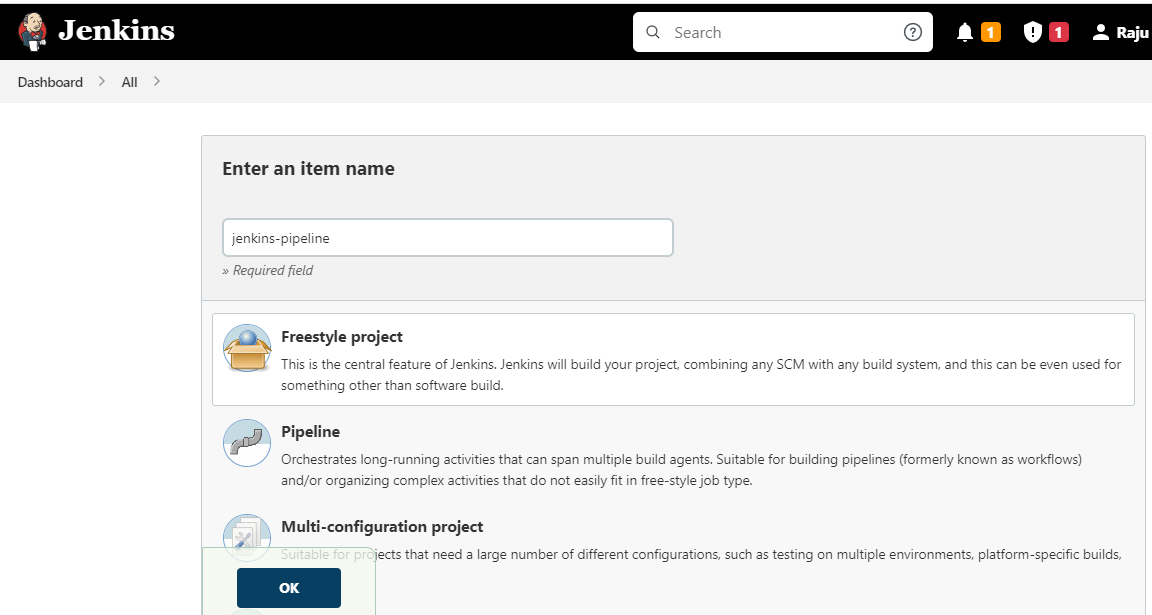 Jenkins
Search
1
1
Raju
Dashboard
All
Enter an item name
jenkins-pipeline
» Required field
Freestyle project
This is the central feature of Jenkins. Jenkins will build your project, combining any SCM with any build system, and this can be even used for
something other than software build.
Pipeline
Orchestrates long-running activities that can span multiple build agents. Suitable for building pipelines (formerly known as workflows)
and/or organizing complex activities that do not easily fit in free-style job type.
Multi-configuration project
Suitable for projects that need a large number of different configurations, such as testing on multiple environments, platform-specific builds,
OK